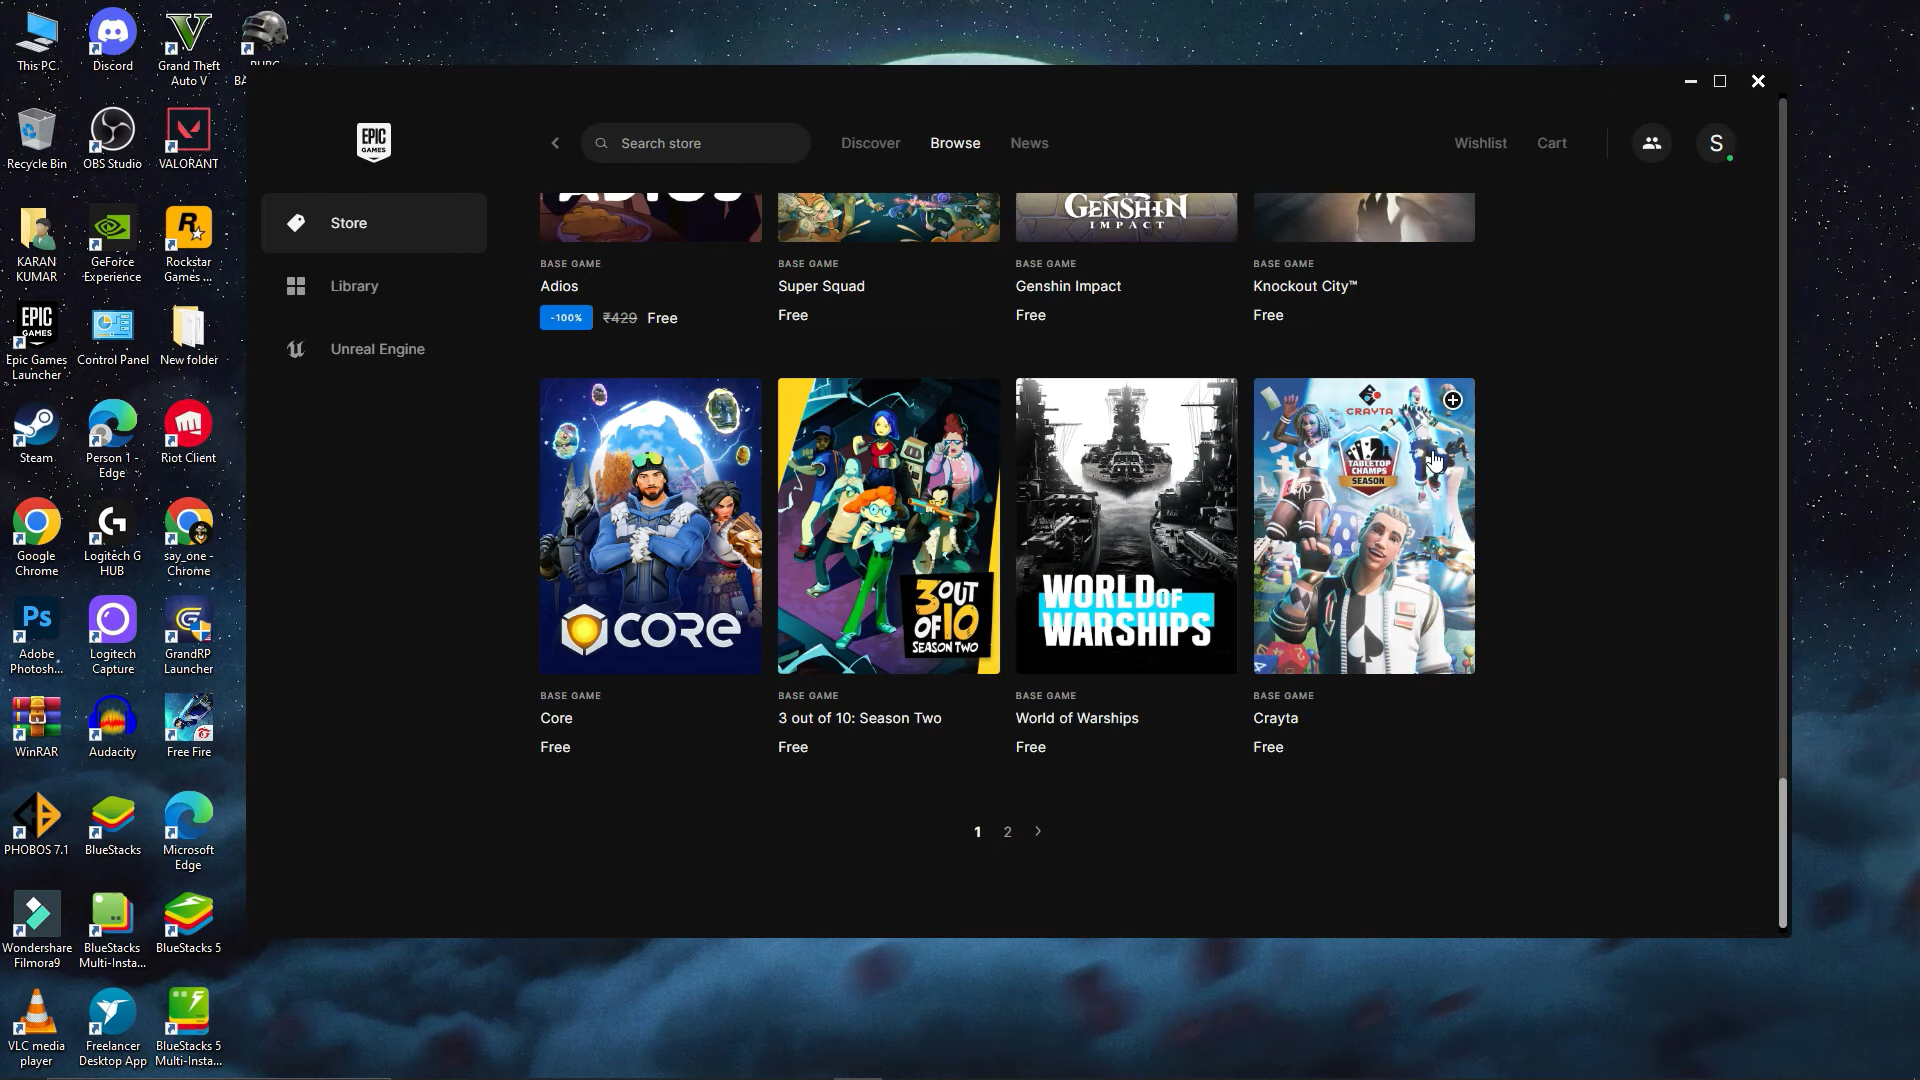 This PC
Discord
Grand Theft
Auto V
Recycle Bin
OBS Studio
VALORANT
KARAN
KUMAR
GeForce
Experience
Rockstar
Games ...
Epic Games
Launcher
Control Panel
New folder
Steam
Person 1 -
Edge
Riot Client
Google
Chrome
Logitech G
HUB
say_one -
Chrome
Adobe
Photosh...
Logitech
Capture
GrandRP
Launcher
WinRAR
Audacity
Free Fire
PHOBOS 7.1
BlueStacks
Microsoft
Edge
Wondershare
Filmora9
BlueStacks
Multi-Insta...
BlueStacks 5
VLC media
player
Freelancer
Desktop App
BlueStacks 5
Multi-Insta...
EPIC
GAMES
Search store
Discover
Browse
News
Wishlist
Cart
S
Store
Library
Unreal Engine
ADIOS
GENSHIN
IMPACT
BASE GAME
Adios
-100% ₹429 Free
BASE GAME
Super Squad
Free
BASE GAME
Genshin Impact
Free
BASE GAME
Knockout City™
Free
CORE™
3 OUT
OF 10
SEASON TWO
WORLD OF
WARSHIPS
CRAYTA
TABLETOP
CHAMPS
SEASON
BASE GAME
Core
Free
BASE GAME
3 out of 10: Season Two
Free
BASE GAME
World of Warships
Free
BASE GAME
Crayta
Free
1 2